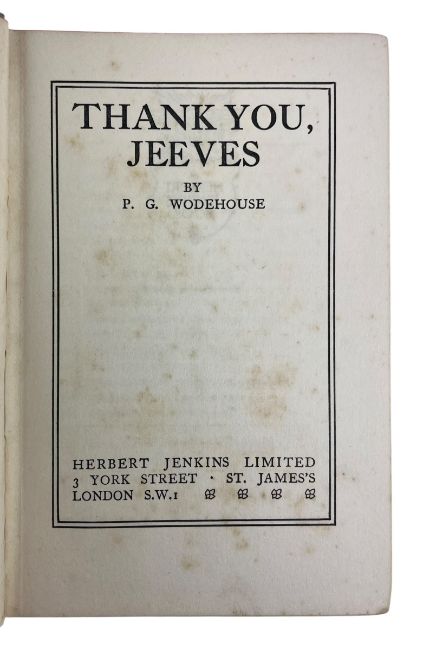 THANK YOU,
JEEVES
BY
P. G. WODEHOUSE
HERBERT JENKINS LIMITED
3 YORK STREET · ST. JAMES'S
LONDON S.W.1